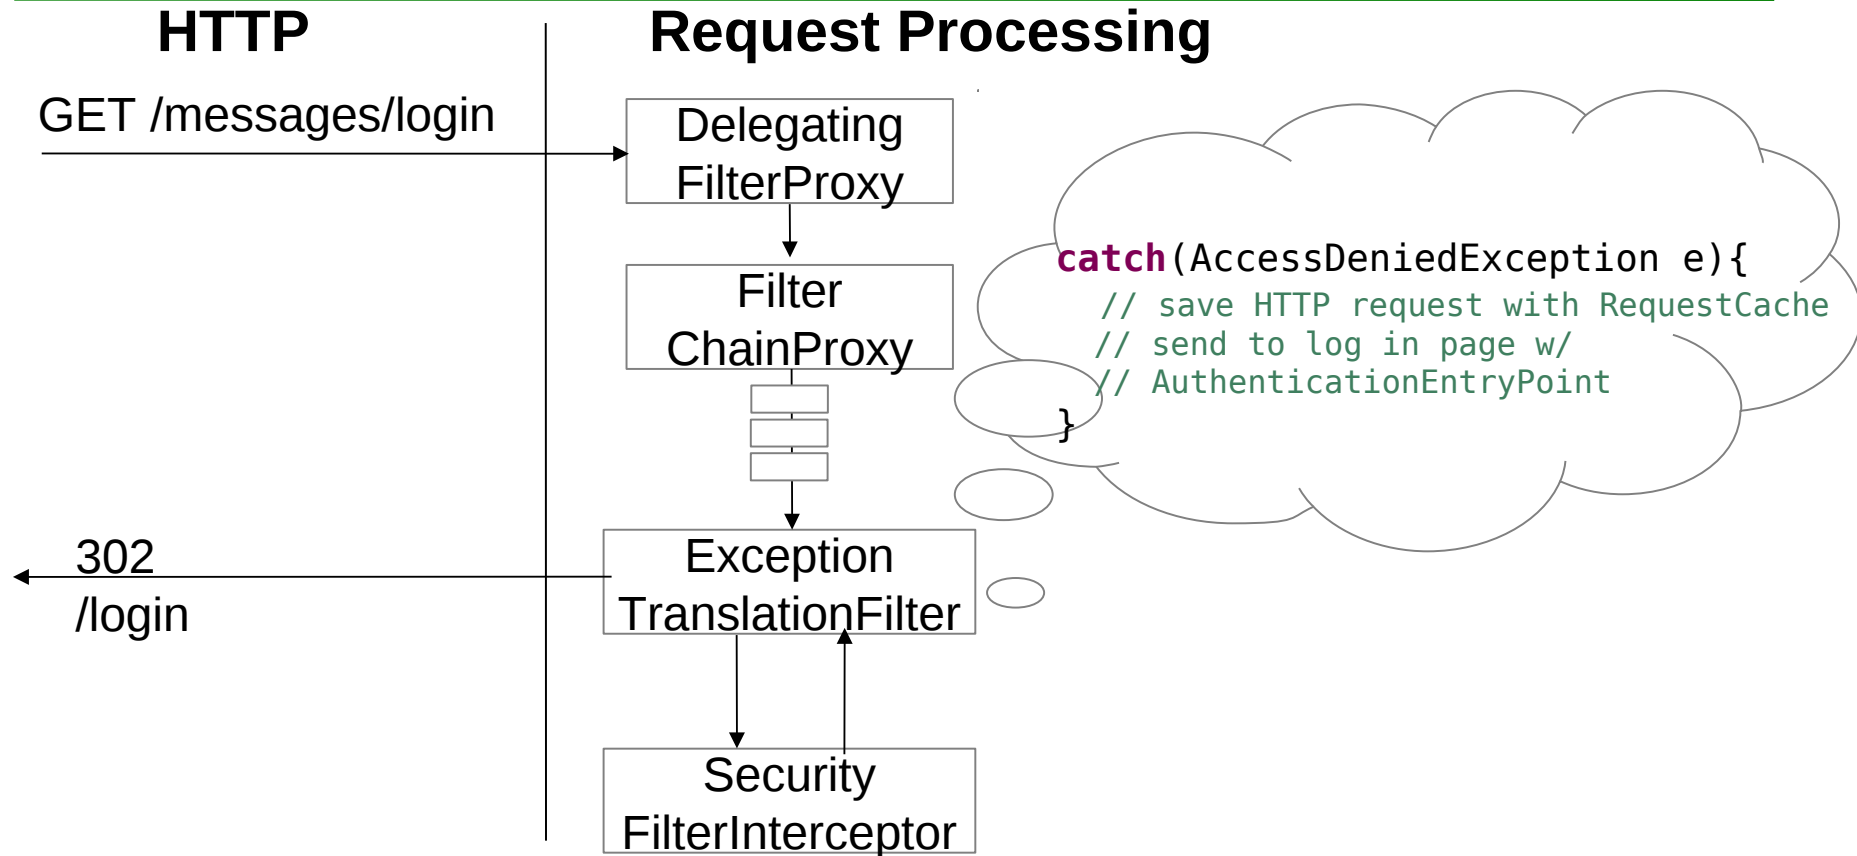 HTTP
Request Processing
GET /messages/login
Delegating
FilterProxy
Filter
ChainProxy
catch(AccessDeniedException e){
// save HTTP request with RequestCache
// send to log in page w/
// AuthenticationEntryPoint
}
302
/login
Exception
TranslationFilter
Security
FilterInterceptor